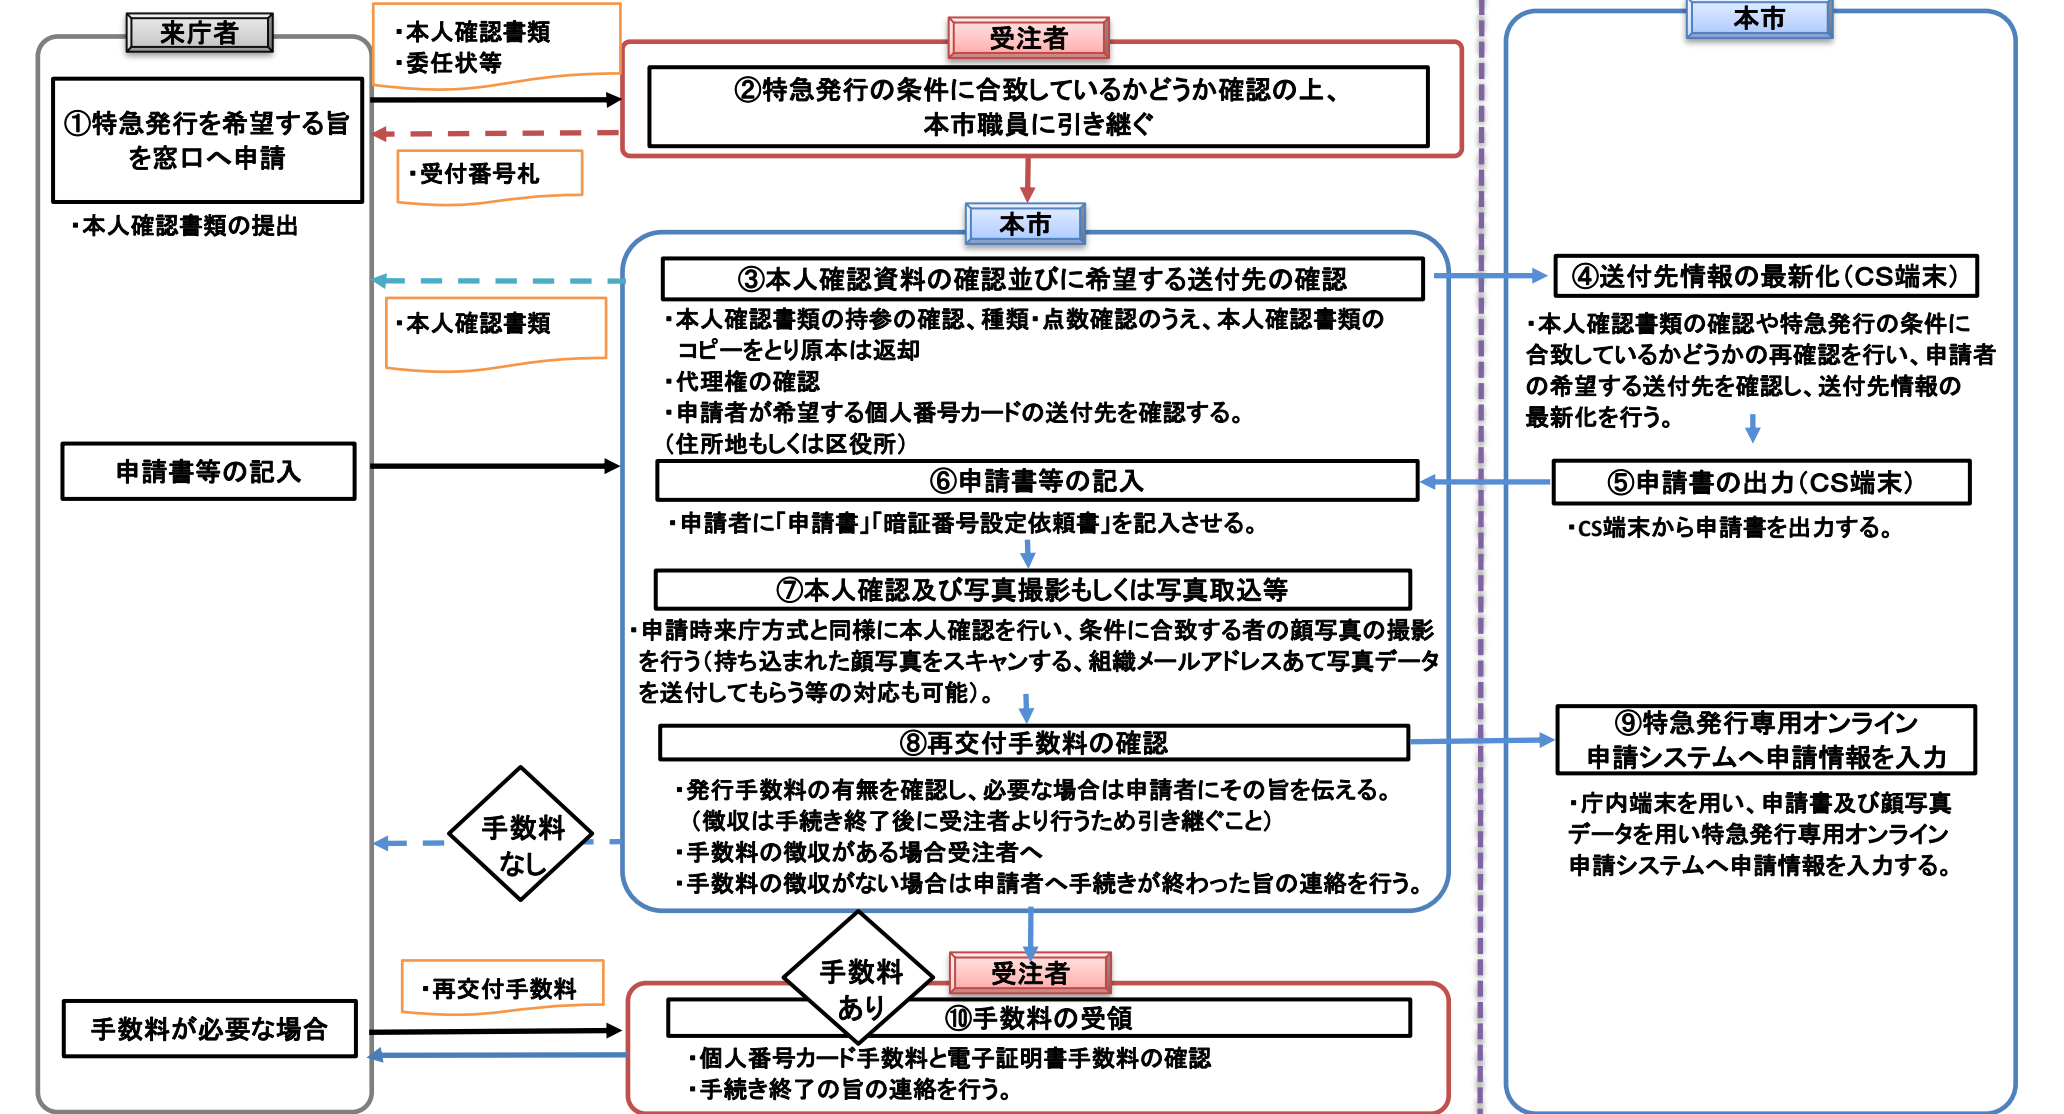 来庁者
①特急発行を希望する旨
を窓口へ申請
・本人確認書類の提出
申請書等の記入
手数料が必要な場合
・本人確認書類
・委任状等
・受付番号札
・本人確認書類
手数料
なし
・再交付手数料
受注者
②特急発行の条件に合致しているかどうか確認の上、
本市職員に引き継ぐ
本市
③本人確認資料の確認並びに希望する送付先の確認
・本人確認書類の持参の確認、種類・点数確認のうえ、本人確認書類の
コピーをとり原本は返却
・代理権の確認
・申請者が希望する個人番号カードの送付先を確認する。
（住所地もしくは区役所）
⑥申請書等の記入
・申請者に「申請書」「暗証番号設定依頼書」を記入させる。
⑦本人確認及び写真撮影もしくは写真取込等
・申請時来庁方式と同様に本人確認を行い、条件に合致する者の顔写真の撮影
を行う（持ち込まれた顔写真をスキャンする、組織メールアドレスあて写真データ
を送付してもらう等の対応も可能）。
⑧再交付手数料の確認
・発行手数料の有無を確認し、必要な場合は申請者にその旨を伝える。
（徴収は手続き終了後に受注者より行うため引き継ぐこと）
・手数料の徴収がある場合受注者へ
・手数料の徴収がない場合は申請者へ手続きが終わった旨の連絡を行う。
手数料
あり
受注者
⑩手数料の受領
・個人番号カード手数料と電子証明書手数料の確認
・手続き終了の旨の連絡を行う。
本市
④送付先情報の最新化（CS端末）
・本人確認書類の確認や特急発行の条件に
合致しているかどうかの再確認を行い、申請者
の希望する送付先を確認し、送付先情報の
最新化を行う。
⑤申請書の出力（CS端末）
・CS端末から申請書を出力する。
⑨特急発行専用オンライン
申請システムへ申請情報を入力
・庁内端末を用い、申請書及び顔写真
データを用い特急発行専用オンライン
申請システムへ申請情報を入力する。